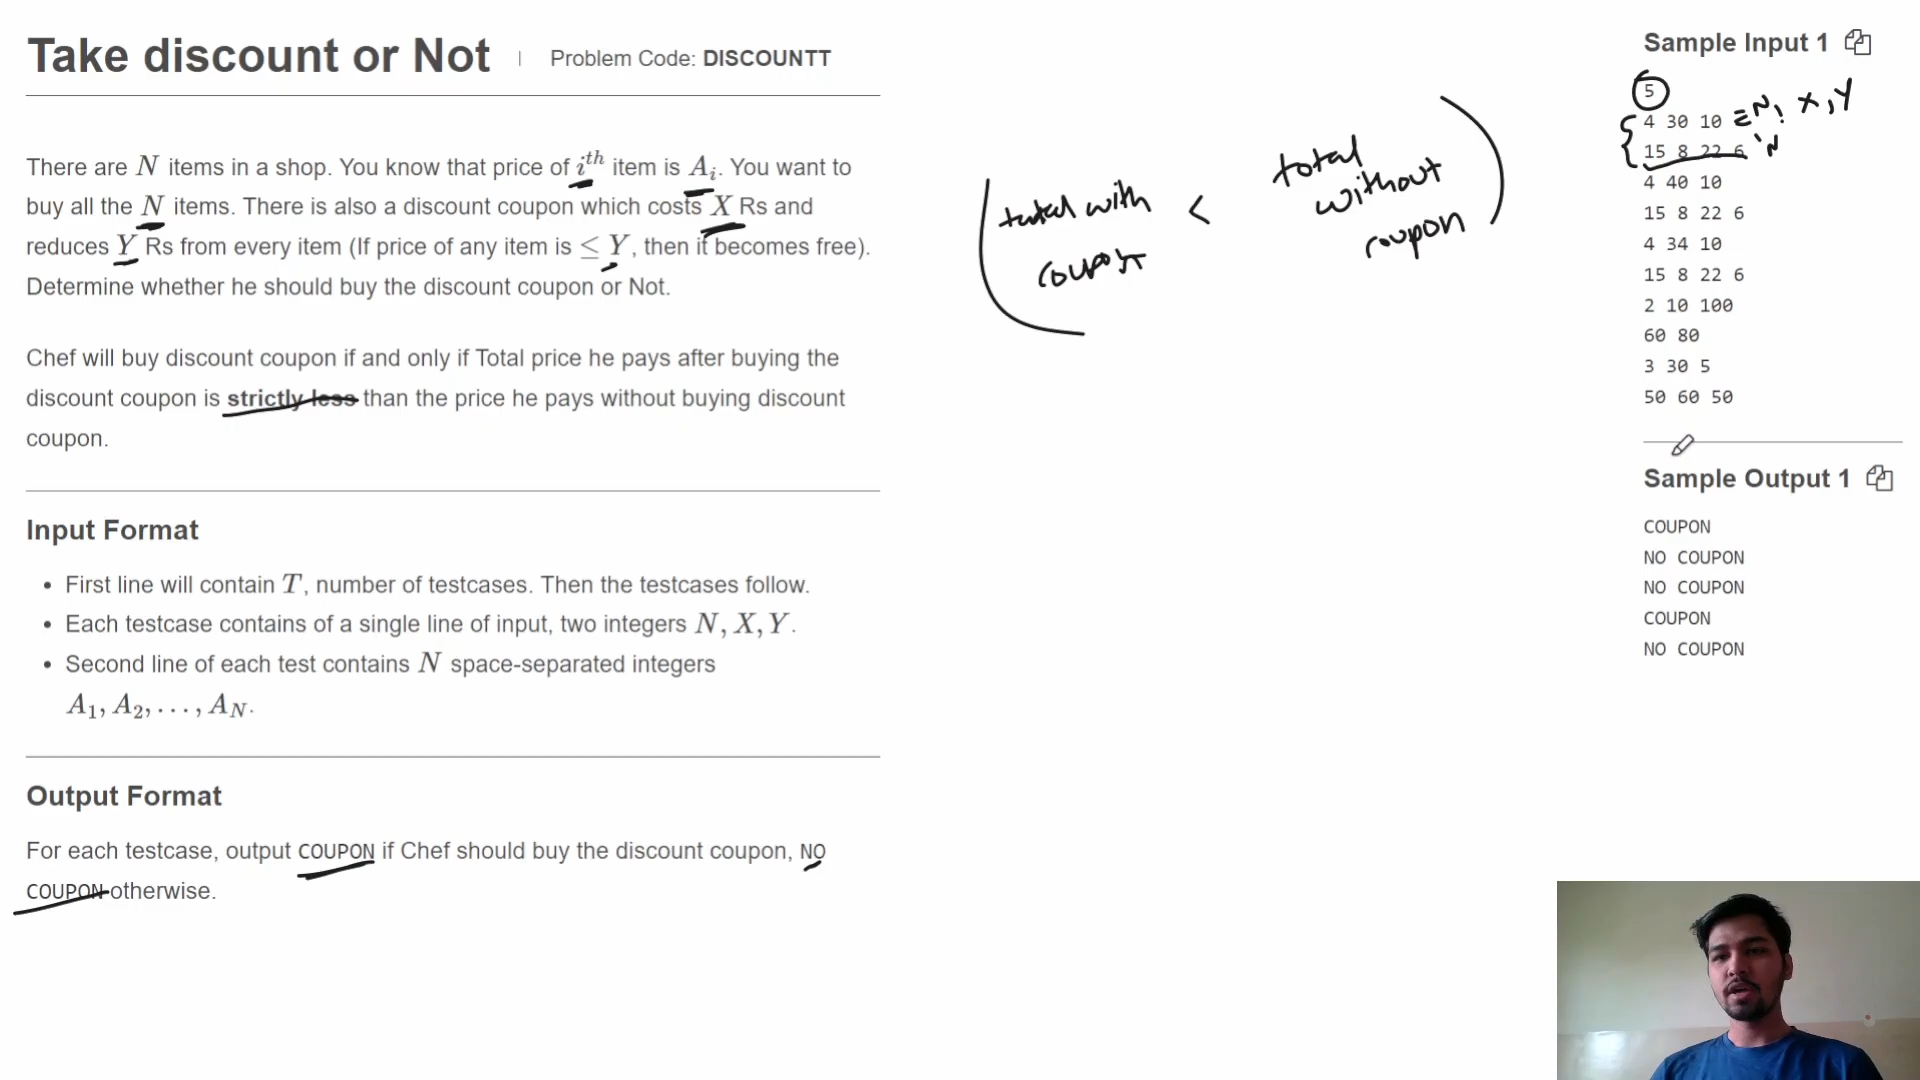 Take discount or Not | Problem Code: DISCOUNTT
There are N items in a shop. You know that price of i^th item is A_i. You want to
buy all the N items. There is also a discount coupon which costs X Rs and
reduces Y Rs from every item (If price of any item is ≤ Y, then it becomes free).
Determine whether he should buy the discount coupon or Not.
Chef will buy discount coupon if and only if Total price he pays after buying the
discount coupon is strictly less than the price he pays without buying discount
coupon.
Input Format
• First line will contain T, number of testcases. Then the testcases follow.
• Each testcase contains of a single line of input, two integers N, X, Y.
• Second line of each test contains N space-separated integers
A_1, A_2, . . . , A_N.
Output Format
For each testcase, output COUPON if Chef should buy the discount coupon, NO
COUPON otherwise.
total with < total
coupon without
coupon
Sample Input 1
5
4 30 10 N, X, Y
15 8 22 6 N
4 40 10
15 8 22 6
4 34 10
15 8 22 6
2 10 100
60 80
3 30 5
50 60 50
Sample Output 1
COUPON
NO COUPON
NO COUPON
COUPON
NO COUPON